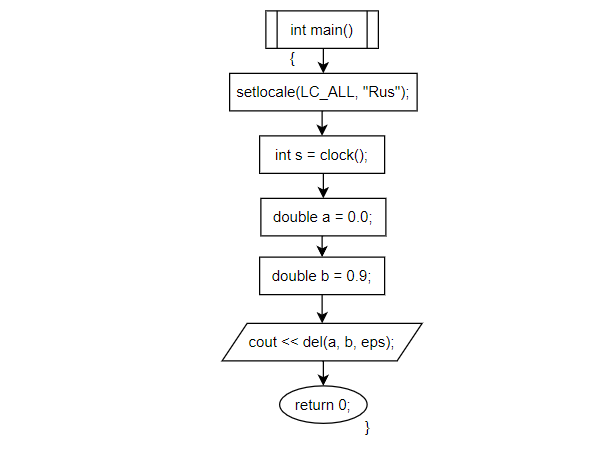 int main()
{
setlocale(LC_ALL, "Rus");
int s = clock();
double a = 0.0;
double b = 0.9;
cout << del(a, b, eps);
return 0;
}